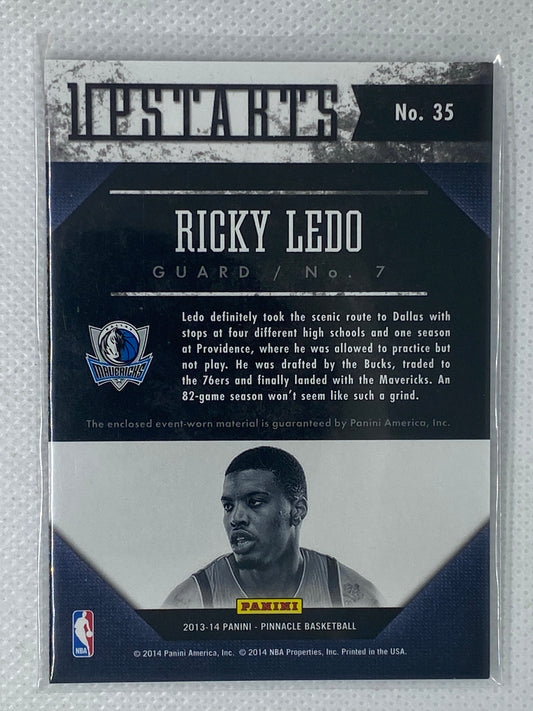 UPSTARTS
No. 35
RICKY LEDO
GUARD / No. 7
Ledo definitely took the scenic route to Dallas with
stops at four different high schools and one season
at Providence, where he was allowed to practice but
not play. He was drafted by the Bucks, traded to
the 76ers and finally landed with the Mavericks. An
82-game season won't seem like such a grind.
DALLAS
MAVERICKS
The enclosed event-worn material is guaranteed by Panini America, Inc.
PANINI
2013-14 PANINI - PINNACLE BASKETBALL
NBA
© 2014 Panini America, Inc. © 2014 NBA Properties, Inc. Printed in the USA.